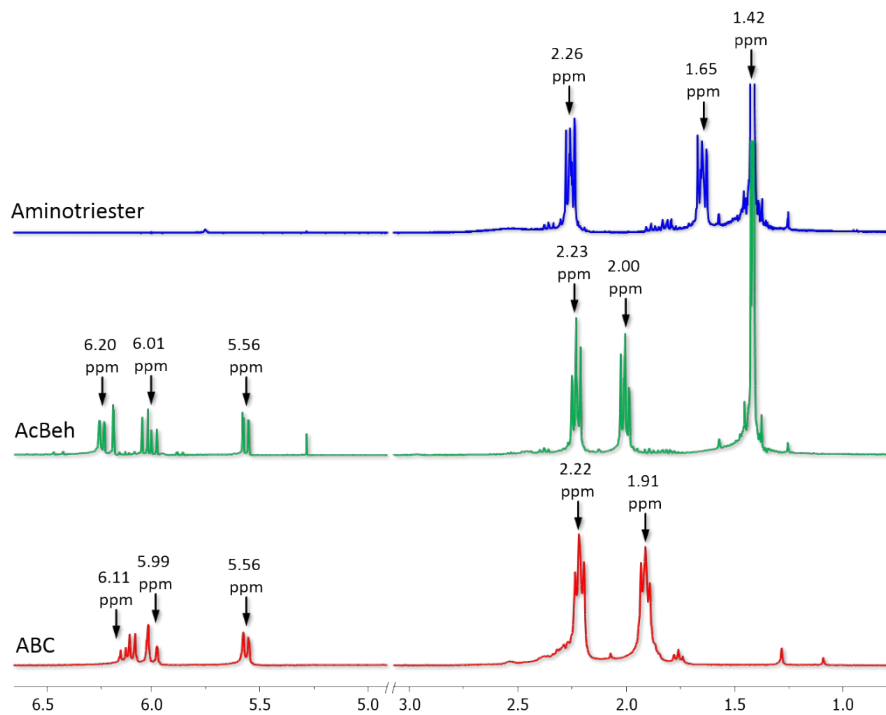 1.42
ppm
2.26
ppm
1.65
ppm
Aminotriester
2.23
ppm
2.00
ppm
6.20
ppm
6.01
ppm
5.56
ppm
AcBeh
2.22
ppm
1.91
ppm
6.11
ppm
5.99
ppm
5.56
ppm
ABC
6.5 6.0 5.5 5.0 3.0 2.5 2.0 1.5 1.0